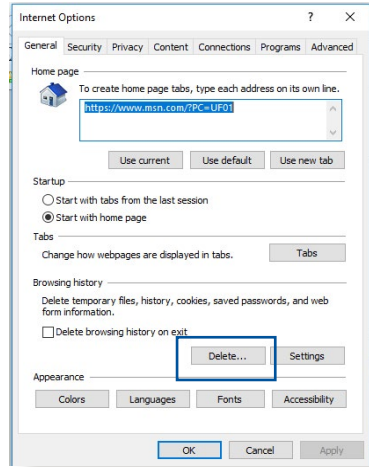 Internet Options ? X
General Security Privacy Content Connections Programs Advanced
Home page
To create home page tabs, type each address on its own line.
https://www.msn.com/?PC=UF01
Use current Use default Use new tab
Startup
Start with tabs from the last session
Start with home page
Tabs
Change how webpages are displayed in tabs. Tabs
Browsing history
Delete temporary files, history, cookies, saved passwords, and web
form information.
Delete browsing history on exit
Delete... Settings
Appearance
Colors Languages Fonts Accessibility
OK Cancel Apply